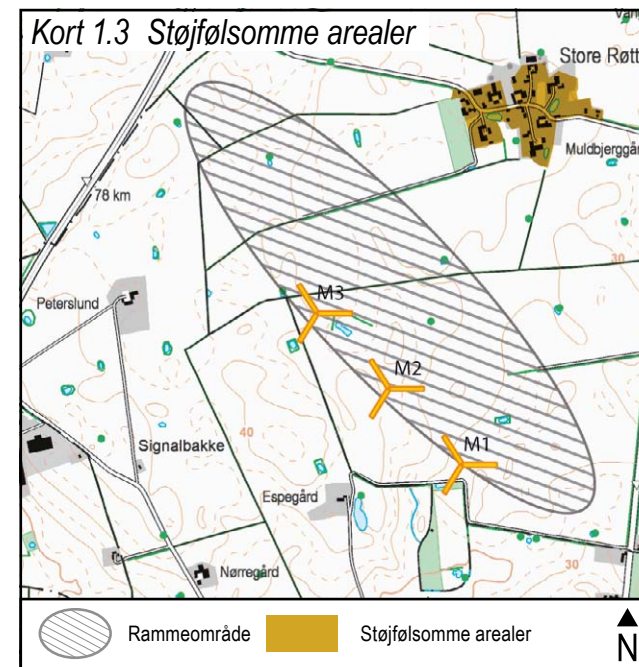 Kort 1.3 Støjfølsomme arealer
Store Røtt
Muldbjerggår
78 km
30
Peterslund
M3
M2
40
Signalbakke
M1
Espegård
30
Nørregård
Rammeområde
Støjfølsomme arealer
N